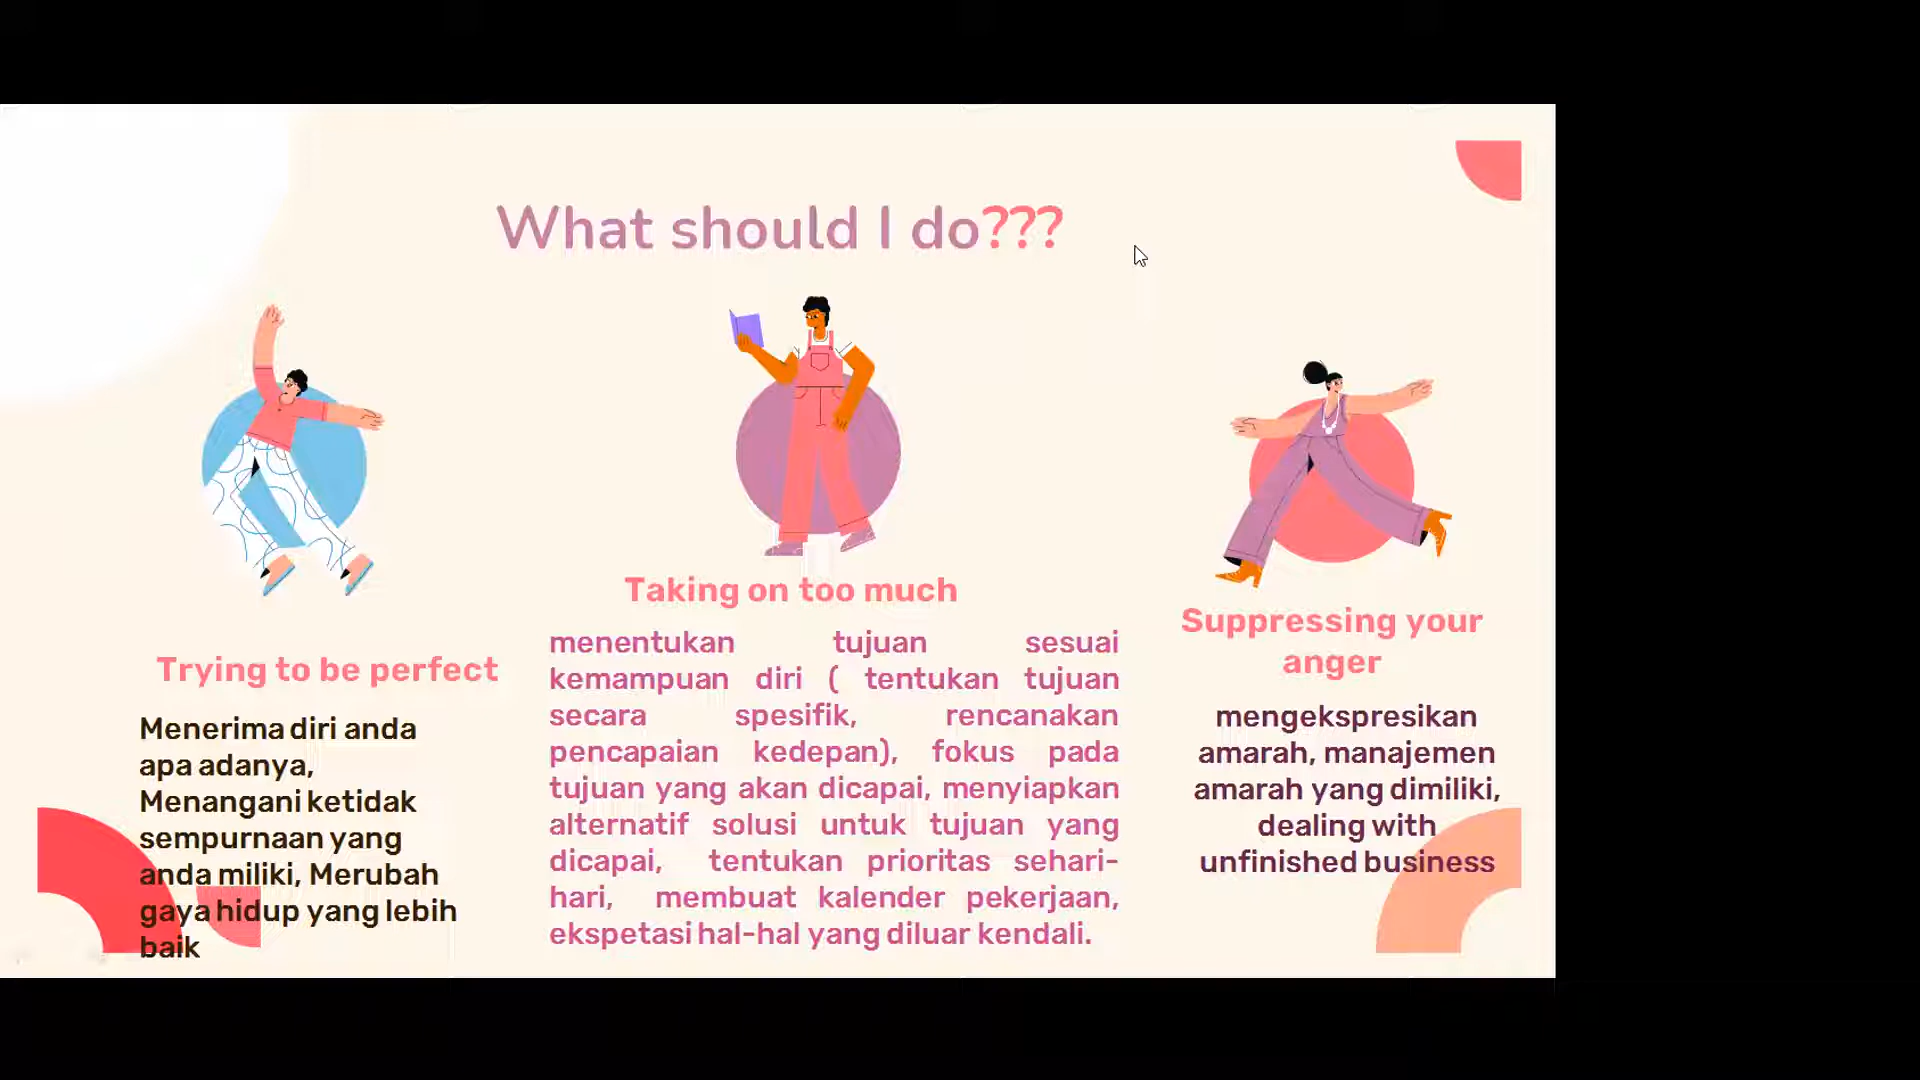 What should I do???
Trying to be perfect
Menerima diri anda
apa adanya,
Menangani ketidak
sempurnaan yang
anda miliki, Merubah
gaya hidup yang lebih
baik
Taking on too much
menentukan tujuan sesuai
kemampuan diri ( tentukan tujuan
secara spesifik, rencanakan
pencapaian kedepan), fokus pada
tujuan yang akan dicapai, menyiapkan
alternatif solusi untuk tujuan yang
dicapai, tentukan prioritas sehari-
hari, membuat kalender pekerjaan,
ekspetasi hal-hal yang diluar kendali.
Suppressing your
anger
mengekspresikan
amarah, manajemen
amarah yang dimiliki,
dealing with
unfinished business